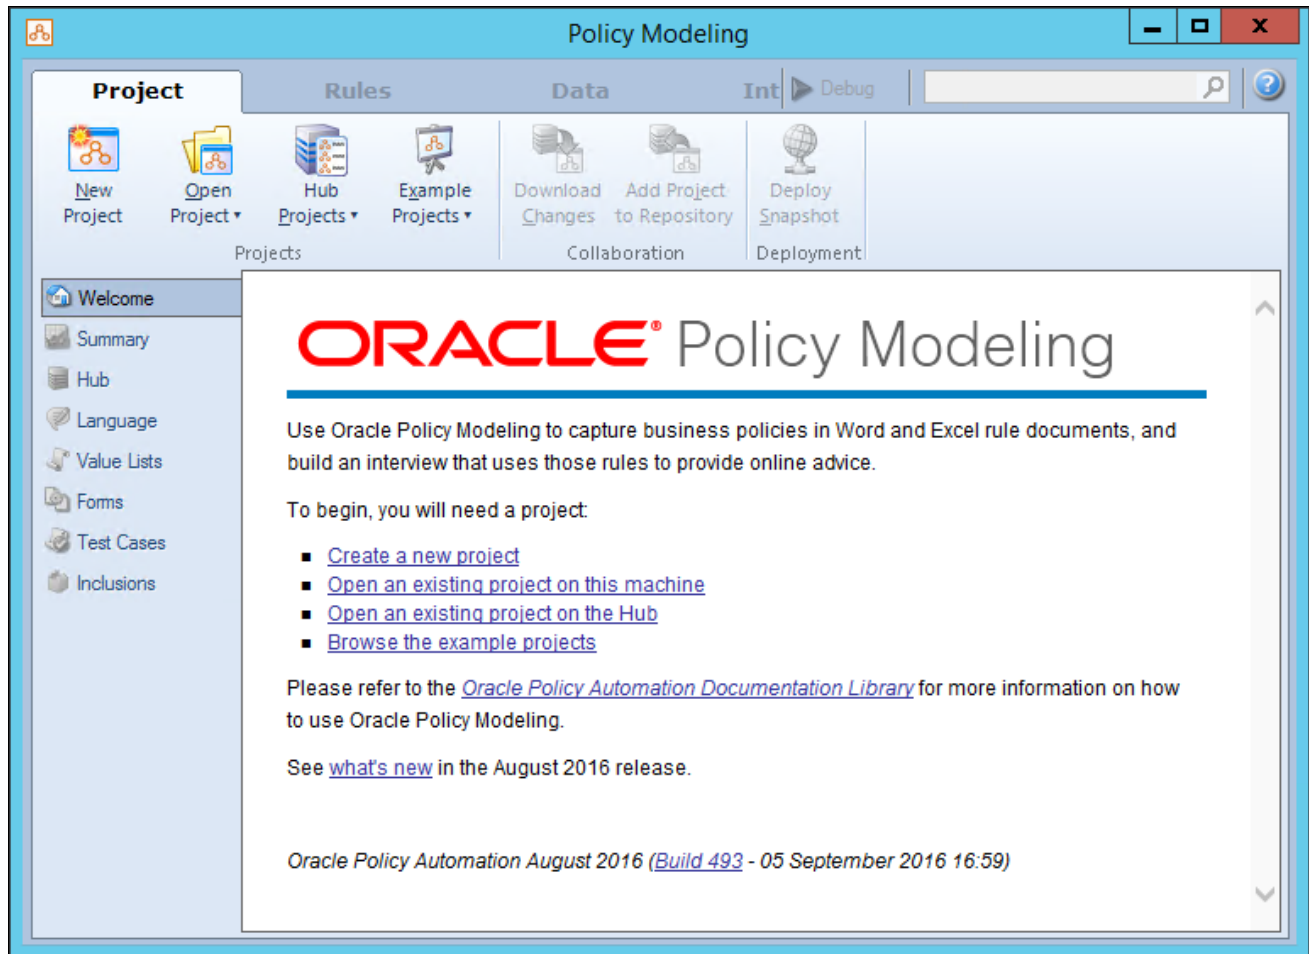 Policy Modeling
Project Rules Data Int Debug
New Project
Open Project
Hub Projects
Example Projects
Download Changes
Add Project to Repository
Deploy Snapshot
Projects Collaboration Deployment
Welcome
Summary
Hub
Language
Value Lists
Forms
Test Cases
Inclusions
ORACLE® Policy Modeling
Use Oracle Policy Modeling to capture business policies in Word and Excel rule documents, and
build an interview that uses those rules to provide online advice.
To begin, you will need a project:
Create a new project
Open an existing project on this machine
Open an existing project on the Hub
Browse the example projects
Please refer to the Oracle Policy Automation Documentation Library for more information on how
to use Oracle Policy Modeling.
See what's new in the August 2016 release.
Oracle Policy Automation August 2016 (Build 493 - 05 September 2016 16:59)